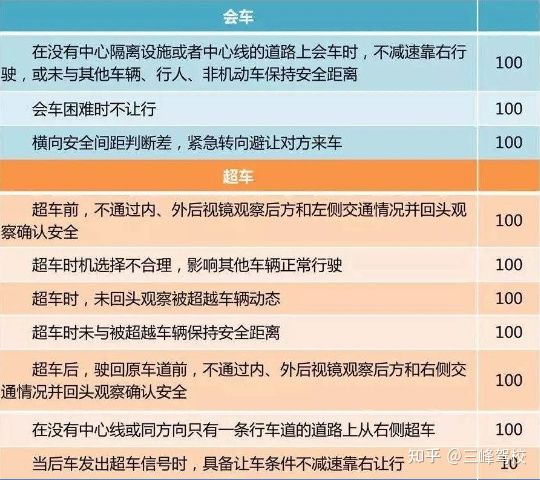 会车
在没有中心隔离设施或者中心线的道路上会车时，不减速靠右行
驶，或未与其他车辆、行人、非机动车保持安全距离
100
会车困难时不让行
100
横向安全间距判断差，紧急转向避让对方来车
100
超车
超车前，不通过内、外后视镜观察后方和左侧交通情况并回头观
察确认安全
100
超车时机选择不合理，影响其他车辆正常行驶
100
超车时，未回头观察被超越车辆动态
100
超车时未与被超越车辆保持安全距离
100
超车后，驶回原车道前，不通过内、外后视镜观察后方和右侧交
通情况并回头观察确认安全
100
在没有中心线或同方向只有一条行车道的道路上从右侧超车
100
当后车发出超车信号时，具备让车条件不减速靠右让行
10
知乎 @三峰驾校